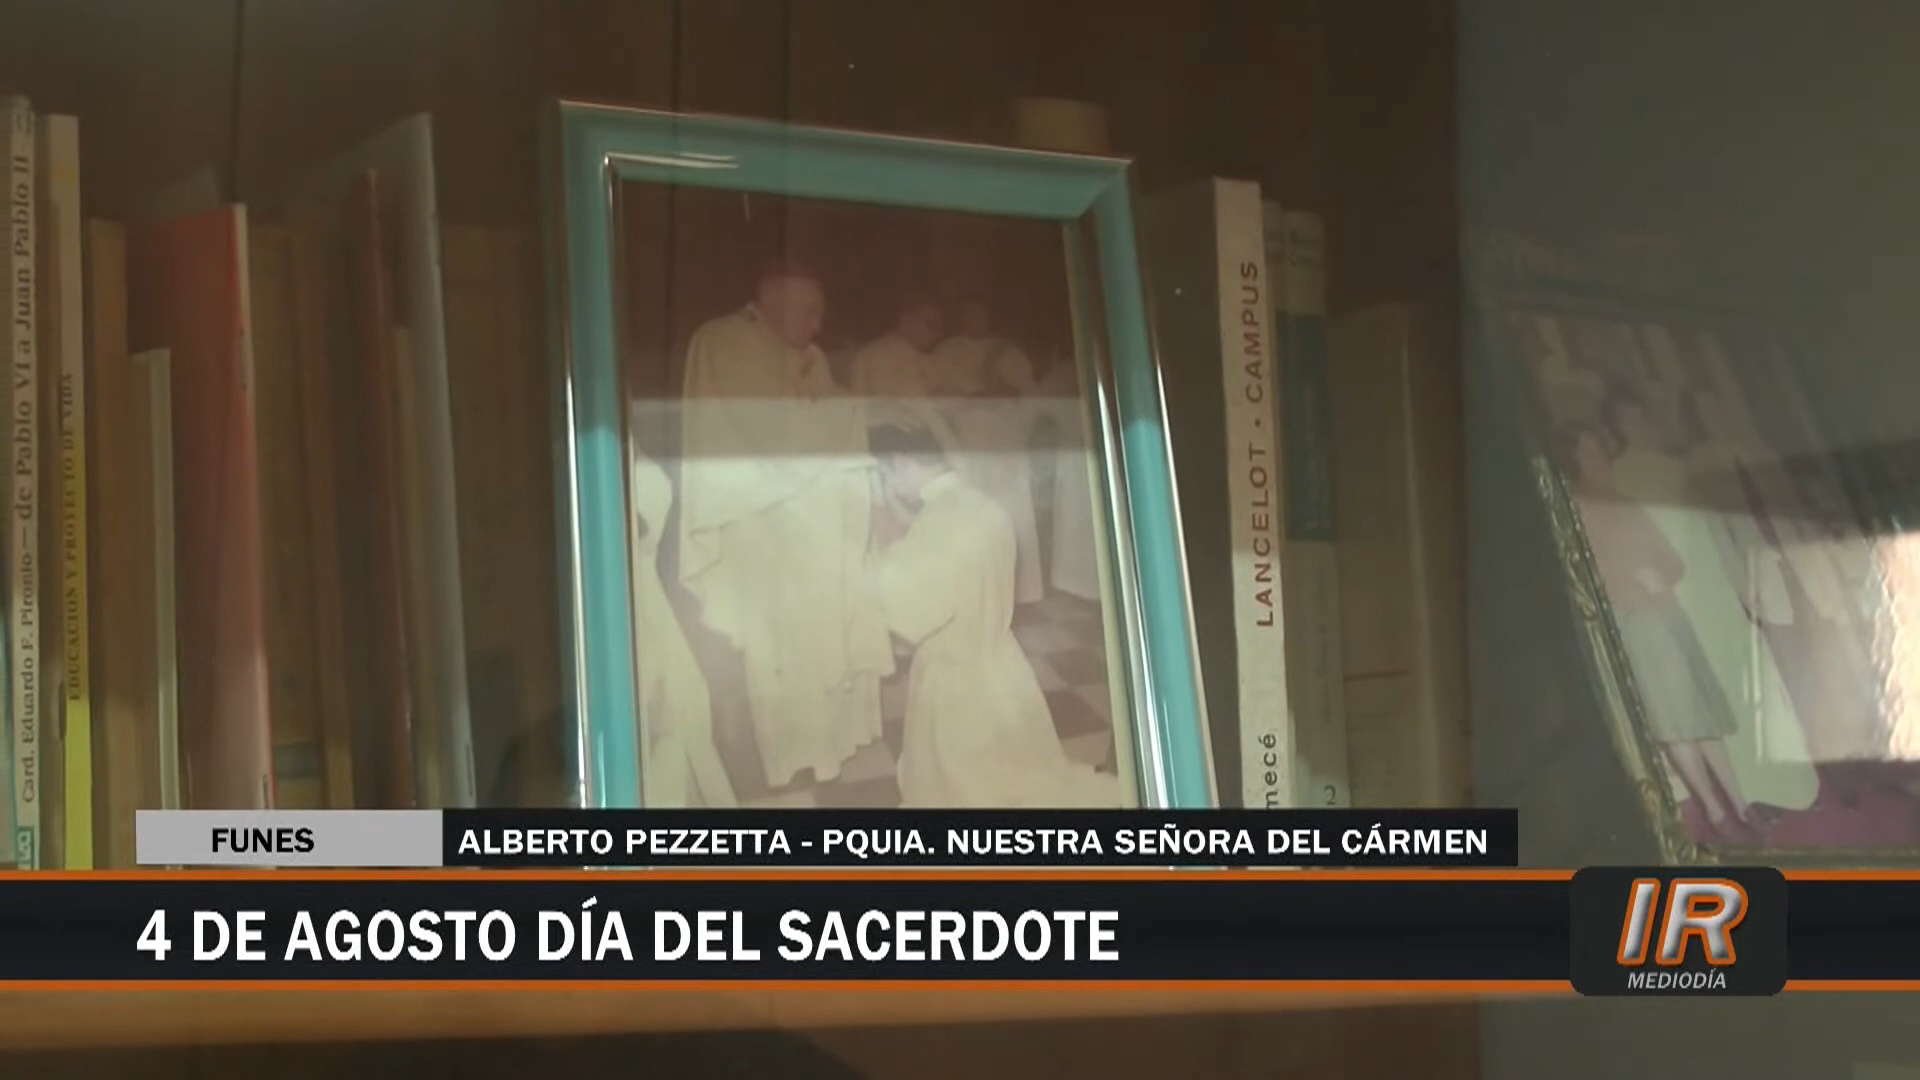 Card. Eduardo F. Pironio — de Pablo VI a Juan Pablo II
EDUCACION Y PROYECTO DE VIDA
LANCELOT · CAMPUS
mecé
2
FUNES
ALBERTO PEZZETTA - PQUIA. NUESTRA SEÑORA DEL CÁRMEN
4 DE AGOSTO DÍA DEL SACERDOTE
IR
MEDIODÍA